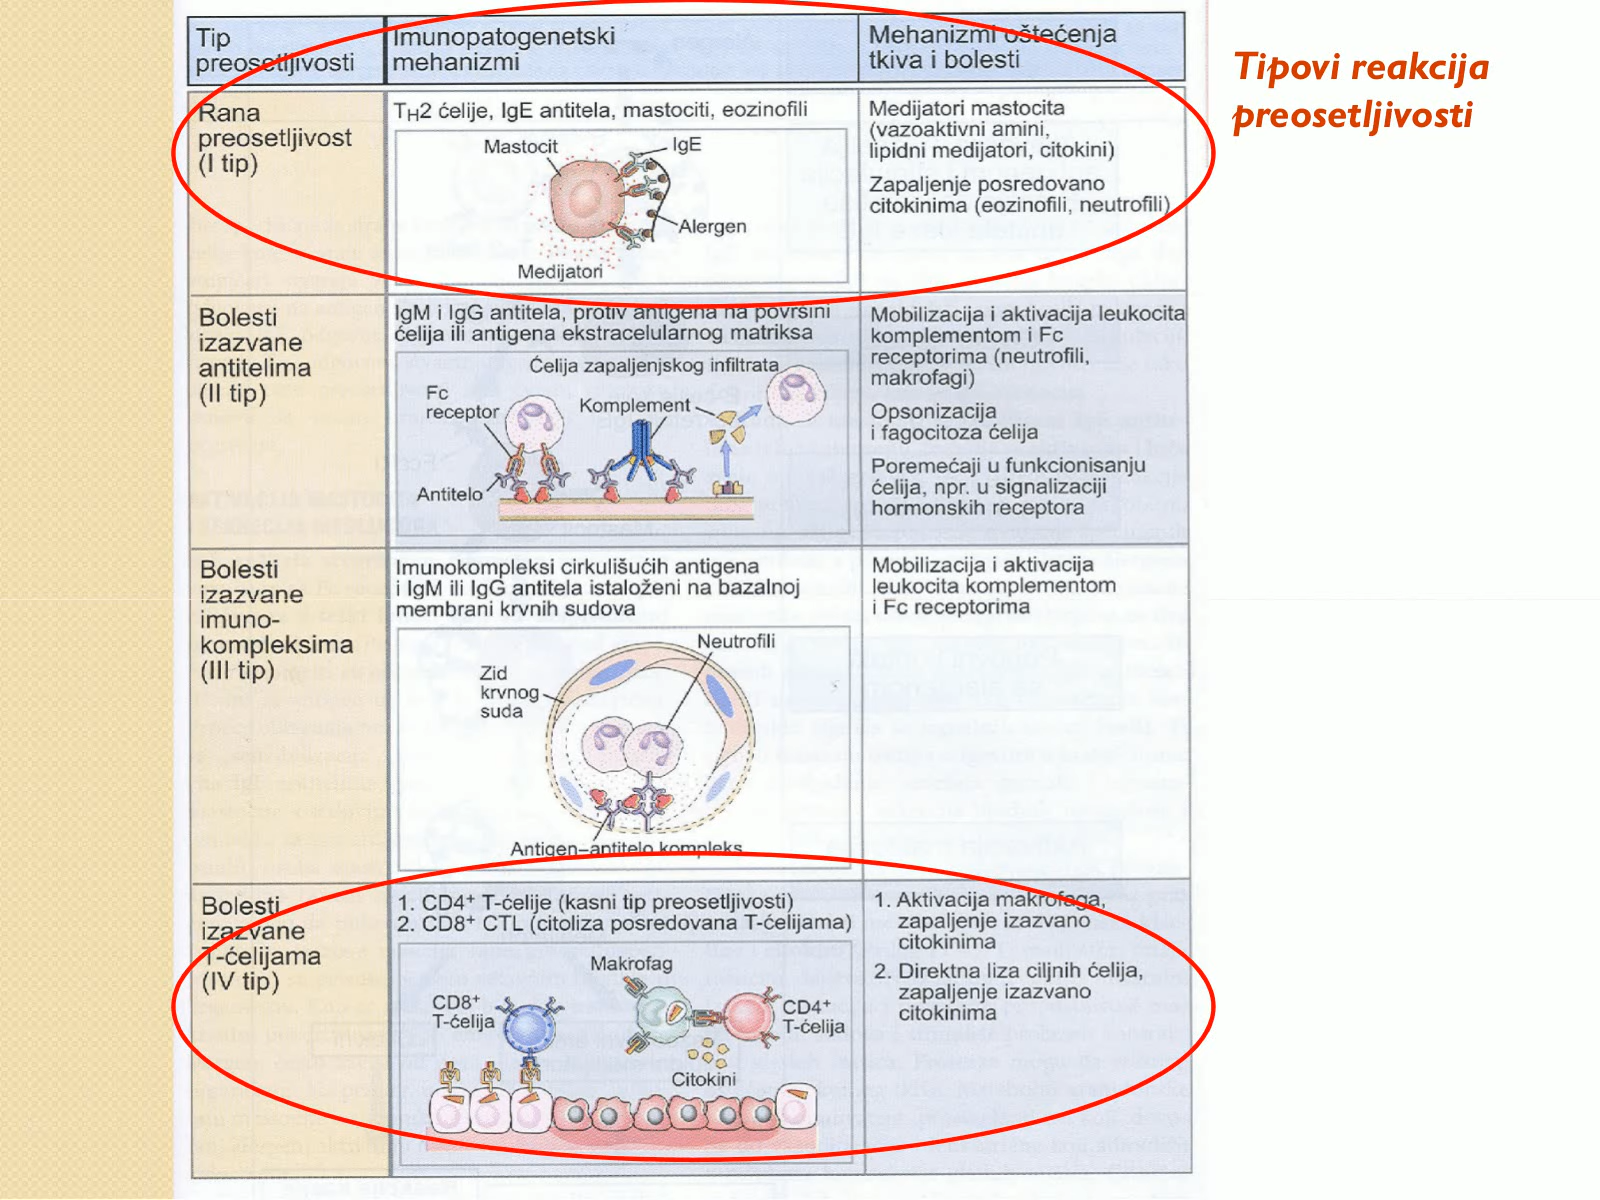 Tipovi reakcija
preosetljivosti
Tip
preosetljivosti
Imunopatogenetski
mehanizmi
Mehanizmi oštećenja
tkiva i bolesti
Rana
preosetljivost
(I tip)
TH2 ćelije, IgE antitela, mastociti, eozinofili
Mastocit
IgE
Alergen
Medijatori
Medijatori mastocita
(vazoaktivni amini,
lipidni medijatori, citokini)
Zapaljenje posredovano
citokinima (eozinofili, neutrofili)
Bolesti
izazvane
antitelima
(II tip)
IgM i IgG antitela, protiv antigena na površini
ćelija ili antigena ekstracelularnog matriksa
Ćelija zapaljenjskog infiltrata
Fc
receptor
Komplement
Antitelo
Mobilizacija i aktivacija leukocita
komplementom i Fc
receptorima (neutrofili,
makrofagi)
Opsonizacija
i fagocitoza ćelija
Poremećaji u funkcionisanju
ćelija, npr. u signalizaciji
hormonskih receptora
Bolesti
izazvane
imuno-
kompleksima
(III tip)
Imunokompleksi cirkulišućih antigena
i IgM ili IgG antitela istaloženi na bazalnoj
membrani krvnih sudova
Neutrofili
Zid
krvnog
suda
Antigen–antitelo kompleks
Mobilizacija i aktivacija
leukocita komplementom
i Fc receptorima
Bolesti
izazvane
T-ćelijama
(IV tip)
1. CD4+ T-ćelije (kasni tip preosetljivosti)
2. CD8+ CTL (citoliza posredovana T-ćelijama)
Makrofag
CD8+
T-ćelija
CD4+
T-ćelija
Citokini
1. Aktivacija makrofaga,
zapaljenje izazvano
citokinima
2. Direktna liza ciljnih ćelija,
zapaljenje izazvano
citokinima